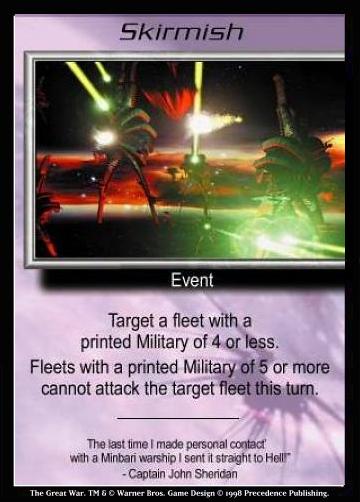 Skirmish
Event
Target a fleet with a
printed Military of 4 or less.
Fleets with a printed Military of 5 or more
cannot attack the target fleet this turn.
The last time I made personal contact'
with a Minbari warship I sent it straight to Hell!"
- Captain John Sheridan
The Great War. TM & © Warner Bros. Game Design © 1998 Precedence Publishing.